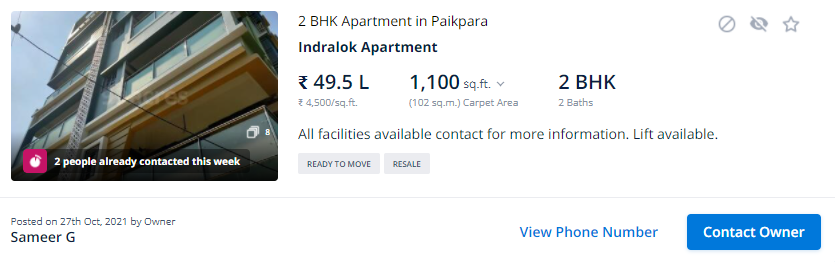 2 BHK Apartment in Paikpara
Indralok Apartment
₹ 49.5 L
₹ 4,500/sq.ft.
1,100 sq.ft.
(102 sq.m.) Carpet Area
2 BHK
2 Baths
All facilities available contact for more information. Lift available.
READY TO MOVE
RESALE
8
2 people already contacted this week
Posted on 27th Oct, 2021 by Owner
Sameer G
View Phone Number
Contact Owner